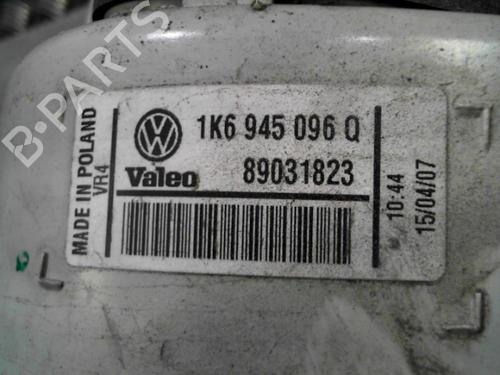 B-PARTS
MADE IN POLAND
VR4
1K6 945 096 Q
Valeo
89031823
10:44
15/04/07